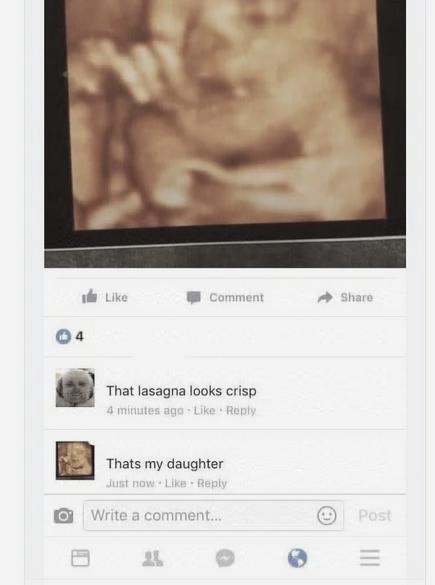 Like Comment Share
4
That lasagna looks crisp
4 minutes ago · Like · Reply
Thats my daughter
Just now · Like · Reply
Write a comment... Post